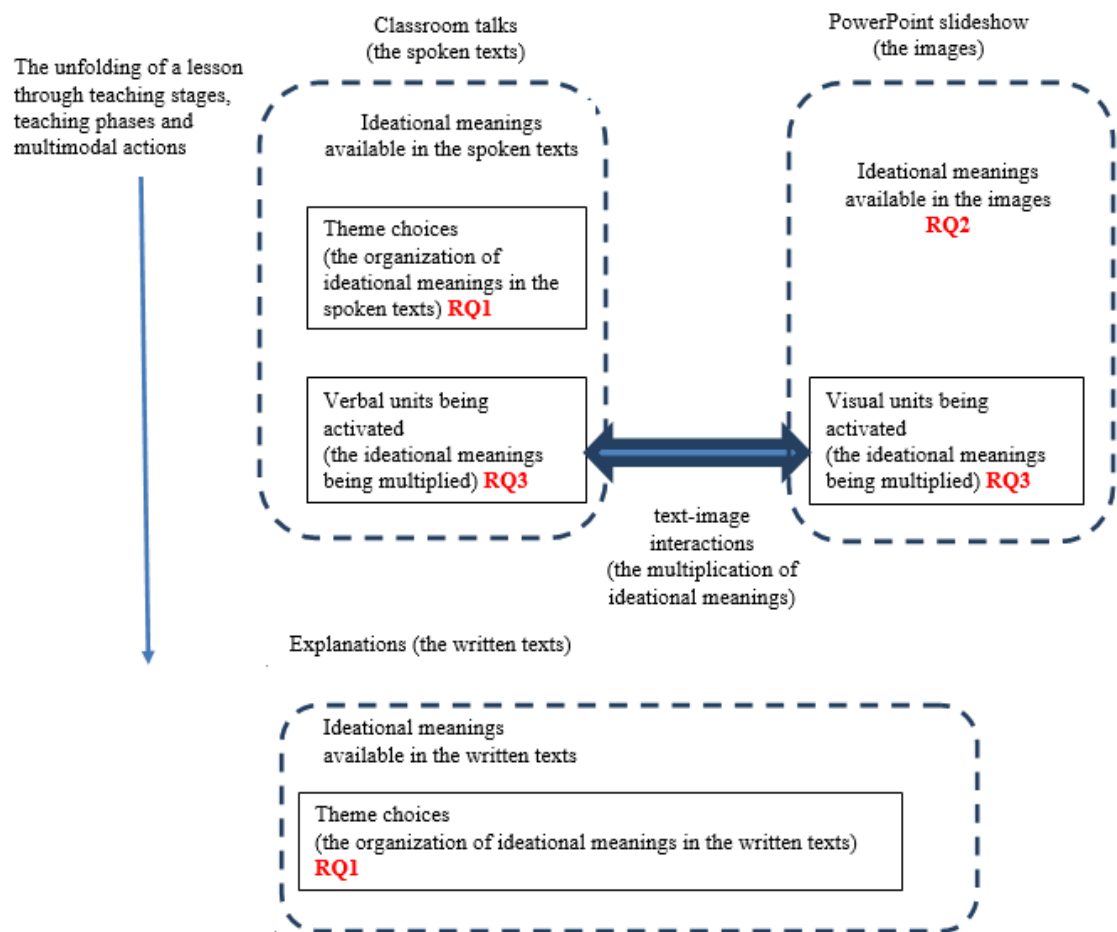 Classroom talks
(the spoken texts)
PowerPoint slideshow
(the images)
The unfolding of a lesson
through teaching stages,
teaching phases and
multimodal actions
Ideational meanings
available in the spoken texts
Theme choices
(the organization of
ideational meanings in the
spoken texts) RQ1
Verbal units being
activated
(the ideational meanings
being multiplied) RQ3
Ideational meanings
available in the images
RQ2
Visual units being
activated
(the ideational meanings
being multiplied) RQ3
text-image
interactions
(the multiplication of
ideational meanings)
Explanations (the written texts)
Ideational meanings
available in the written texts
Theme choices
(the organization of ideational meanings in the written texts)
RQ1